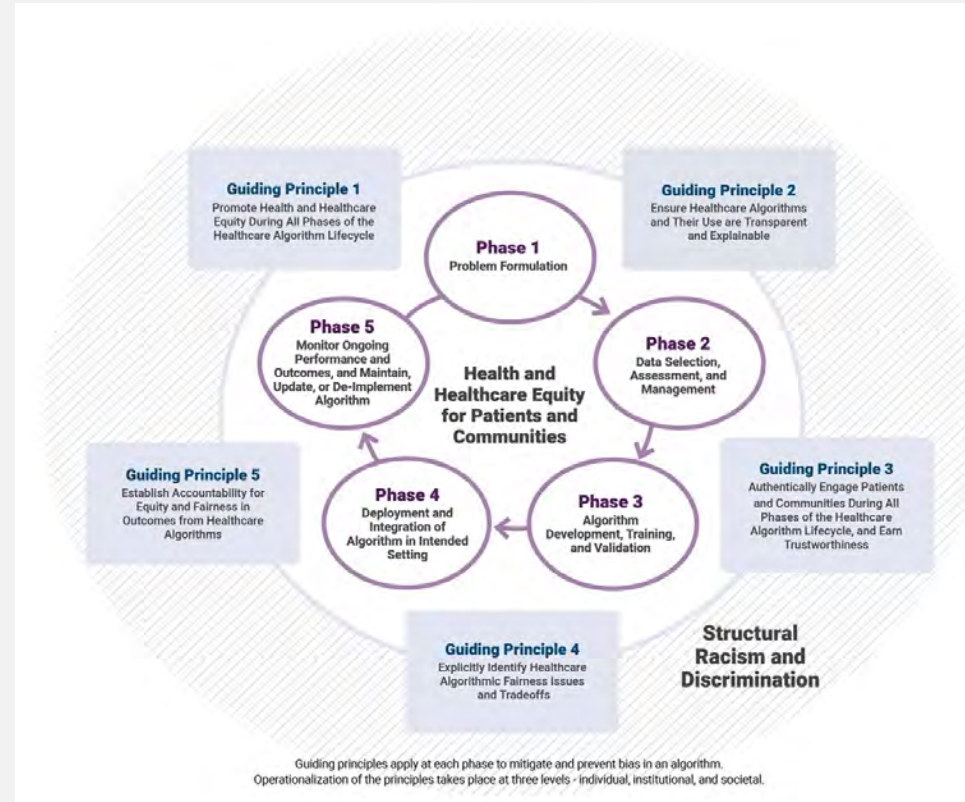 Guiding Principle 1
Promote Health and Healthcare
Equity During All Phases of the
Healthcare Algorithm Lifecycle
Guiding Principle 2
Ensure Healthcare Algorithms
and Their Use are Transparent
and Explainable
Phase 1
Problem Formulation
Phase 5
Monitor Ongoing
Performance and
Outcomes, and Maintain,
Update, or De-Implement
Algorithm
Phase 2
Data Selection,
Assessment, and
Management
Health and
Healthcare Equity
for Patients and
Communities
Guiding Principle 5
Establish Accountability for
Equity and Fairness in
Outcomes from Healthcare
Algorithms
Phase 4
Deployment and
Integration of
Algorithm in Intended
Setting
Phase 3
Algorithm
Development, Training,
and Validation
Guiding Principle 3
Authentically Engage Patients
and Communities During All
Phases of the Healthcare
Algorithm Lifecycle, and Earn
Trustworthiness
Guiding Principle 4
Explicitly Identify Healthcare
Algorithmic Fairness Issues
and Tradeoffs
Structural
Racism and
Discrimination
Guiding principles apply at each phase to mitigate and prevent bias in an algorithm.
Operationalization of the principles takes place at three levels - individual, institutional, and societal.